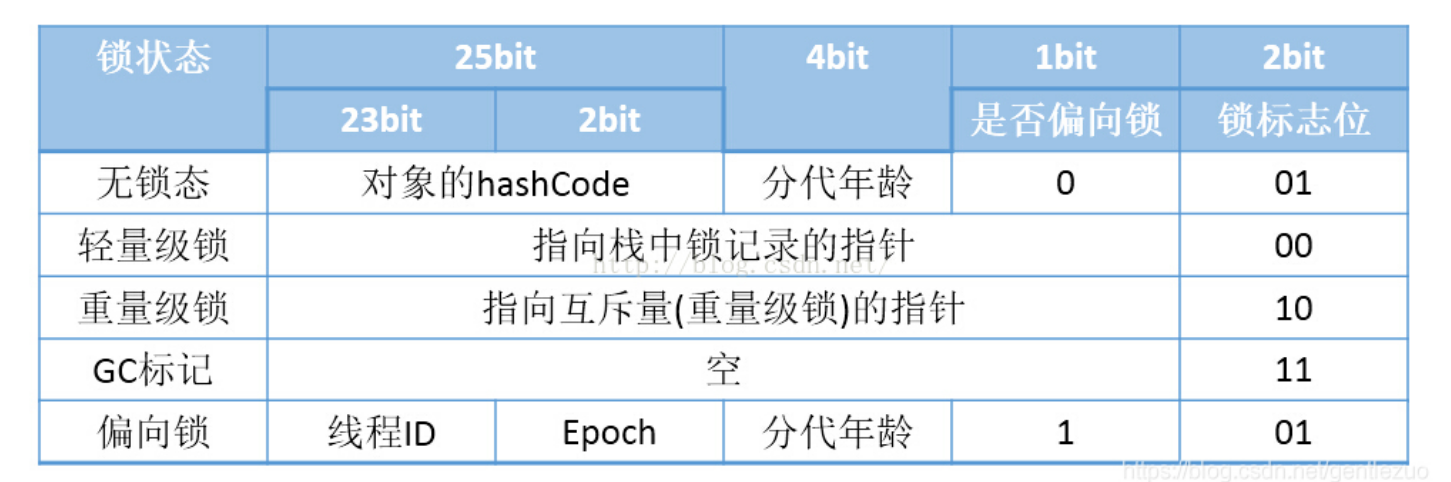 锁状态 25bit 4bit 1bit 2bit
23bit 2bit 是否偏向锁 锁标志位
无锁态 对象的hashCode 分代年龄 0 01
轻量级锁 指向栈中锁记录的指针 00
http://blog.csdn.net/
重量级锁 指向互斥量(重量级锁)的指针 10
GC标记 空 11
偏向锁 线程ID Epoch 分代年龄 1 01
https://blog.csdn.net/gentlezuo